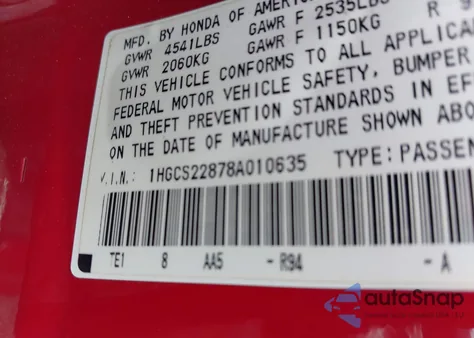 MFD. BY HONDA OF AMERICA
GVWR 4541LBS GAWR F 2535LBS R
GVWR 2060KG GAWR F 1150KG
THIS VEHICLE CONFORMS TO ALL APPLICA
FEDERAL MOTOR VEHICLE SAFETY, BUMPER
AND THEFT PREVENTION STANDARDS IN EF
ON THE DATE OF MANUFACTURE SHOWN ABO
V.I.N.: 1HGCS22878A010635 TYPE: PASSEN
TE1 8 AA5 - R94 - A
autoSnap